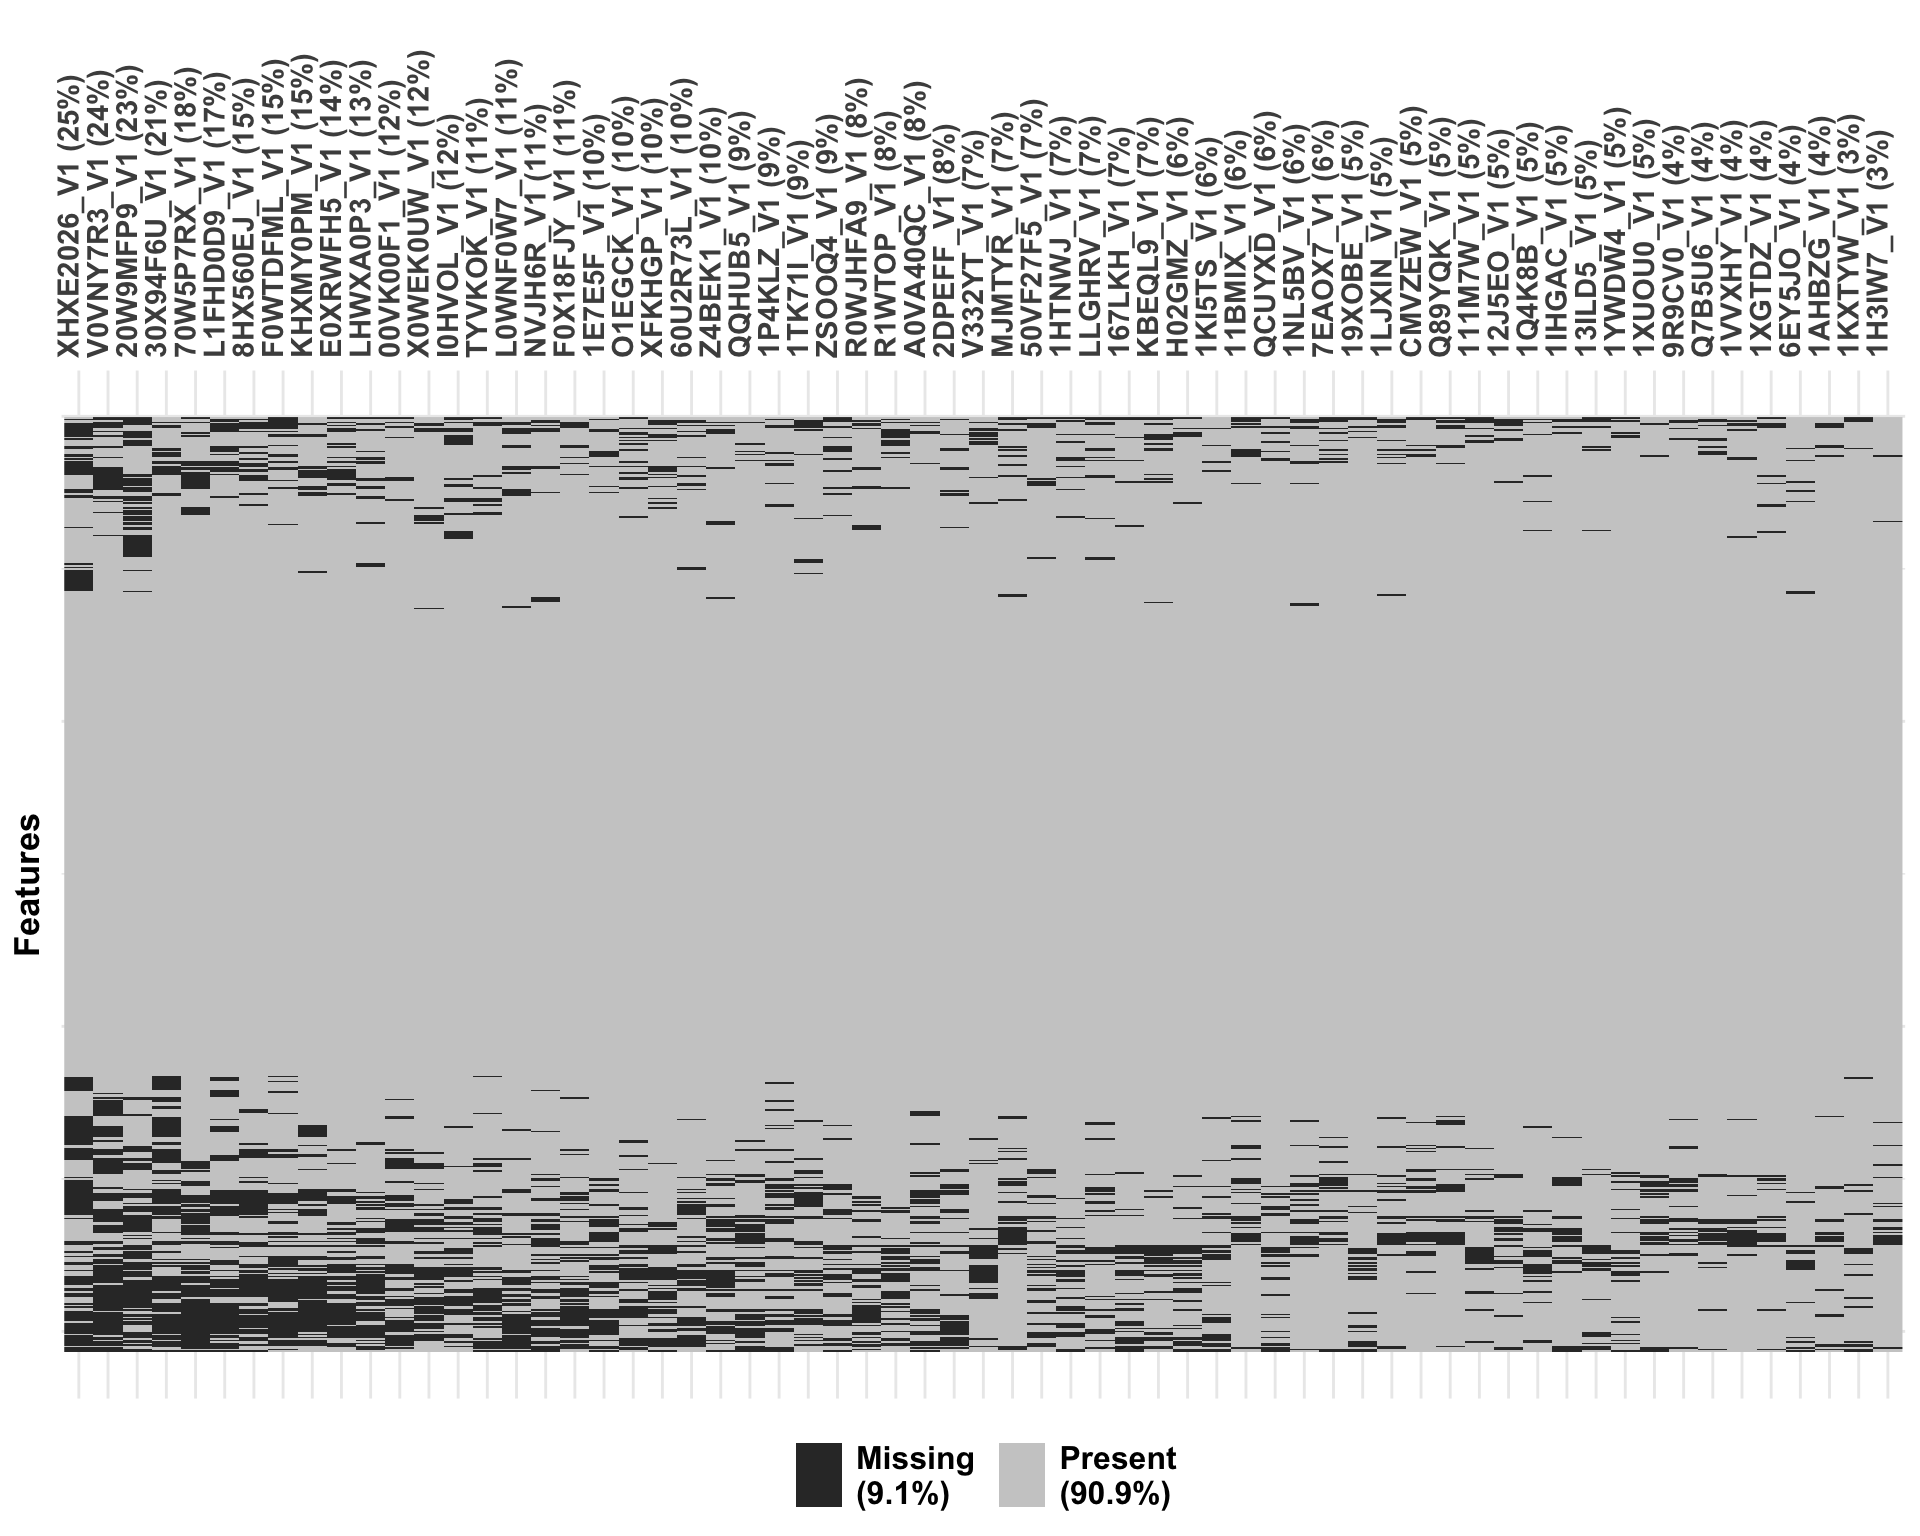 XHXE2026_V1 (25%)
V0VNY7R3_V1 (24%)
20W9MFP9_V1 (23%)
30X94F6U_V1 (21%)
70W5P7RX_V1 (18%)
L1FHD0D9_V1 (17%)
8HX560EJ_V1 (15%)
F0WTDFML_V1 (15%)
KHXMY0PM_V1 (15%)
E0XRWFH5_V1 (14%)
LHWXA0P3_V1 (13%)
00VK00F1_V1 (12%)
X0WEK0UW_V1 (12%)
I0HVOL_V1 (12%)
TYVKOK_V1 (11%)
L0WNIF0W7_V1 (11%)
NVJH6R_V1 (11%)
F0X18FJY_V1 (11%)
1E7E5F_V1 (10%)
O1EGCK_V1 (10%)
XFKHGP_V1 (10%)
60U2R73L_V1 (10%)
Z4BEK1_V1 (10%)
QQHUB5_V1 (9%)
1P4KLZ_V1 (9%)
1TK71I_V1 (9%)
ZSOOQ4_V1 (9%)
R0WJHFA9_V1 (8%)
R1WTOP_V1 (8%)
A0VA40QC_V1 (8%)
2DPEFF_V1 (8%)
V332YT_V1 (7%)
MJMTYR_V1 (7%)
50VF27F5_V1 (7%)
1HTNWJ_V1 (7%)
LLGHRV_V1 (7%)
167LKH_V1 (7%)
KBEQL9_V1 (7%)
H02GMZ_V1 (6%)
1KI5TS_V1 (6%)
11BMIX_V1 (6%)
QCUYXD_V1 (6%)
1NL5BV_V1 (6%)
7EAOX7_V1 (6%)
19XOBE_V1 (5%)
1LJXIN_V1 (5%)
CMVZEW_V1 (5%)
Q89YQK_V1 (5%)
111M7W_V1 (5%)
12J5EO_V1 (5%)
1Q4K8B_V1 (5%)
1IHGAC_V1 (5%)
13ILD5_V1 (5%)
1YWDW4_V1 (5%)
1XUOU0_V1 (5%)
9R9CV0_V1 (4%)
Q7B5U6_V1 (4%)
1VVXHY_V1 (4%)
1XGTDZ_V1 (4%)
6EY5JO_V1 (4%)
1AHBZG_V1 (4%)
1KXTYW_V1 (3%)
1H3IW7_V1 (3%)
Features
Missing
(9.1%)
Present
(90.9%)